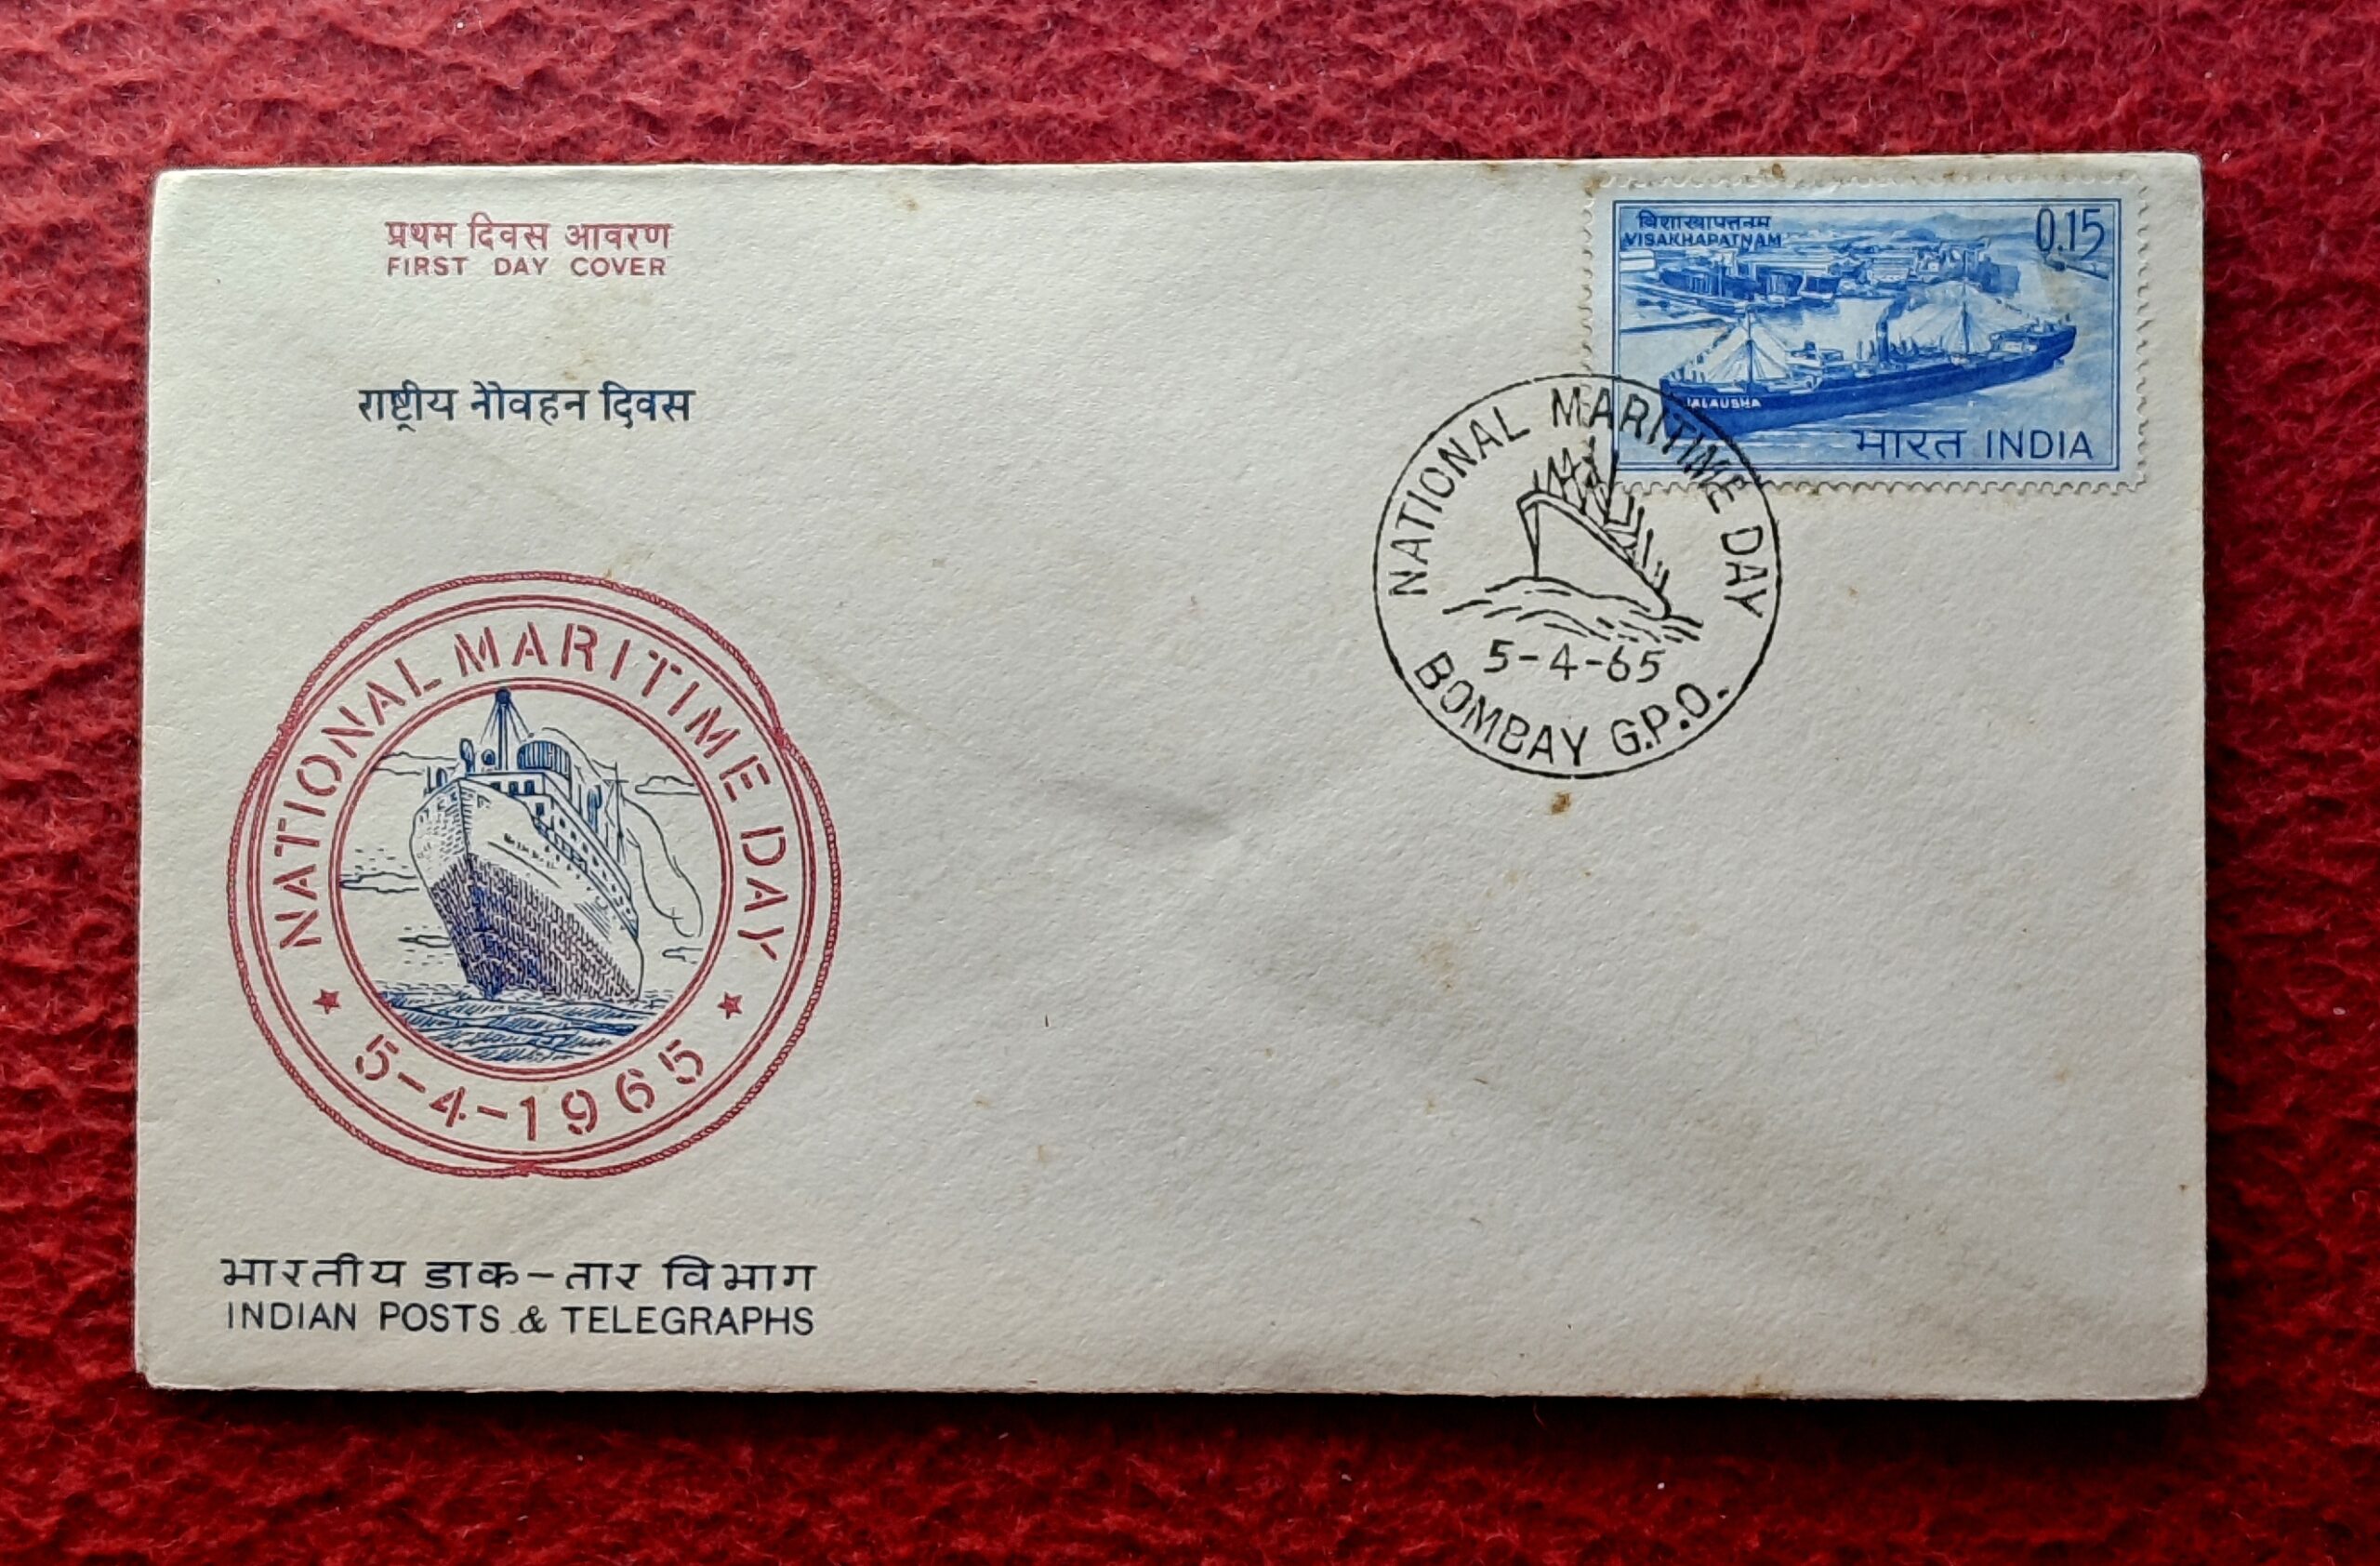 प्रथम दिवस आवरण
FIRST DAY COVER
राष्ट्रीय नौवहन दिवस
विशाखापत्तनम
VISAKHAPATNAM
0.15
JALAUSHA
भारत INDIA
NATIONAL MARITIME DAY
5-4-65
BOMBAY G.P.O.
NATIONAL MARITIME DAY
5-4-1965
भारतीय डाक-तार विभाग
INDIAN POSTS & TELEGRAPHS